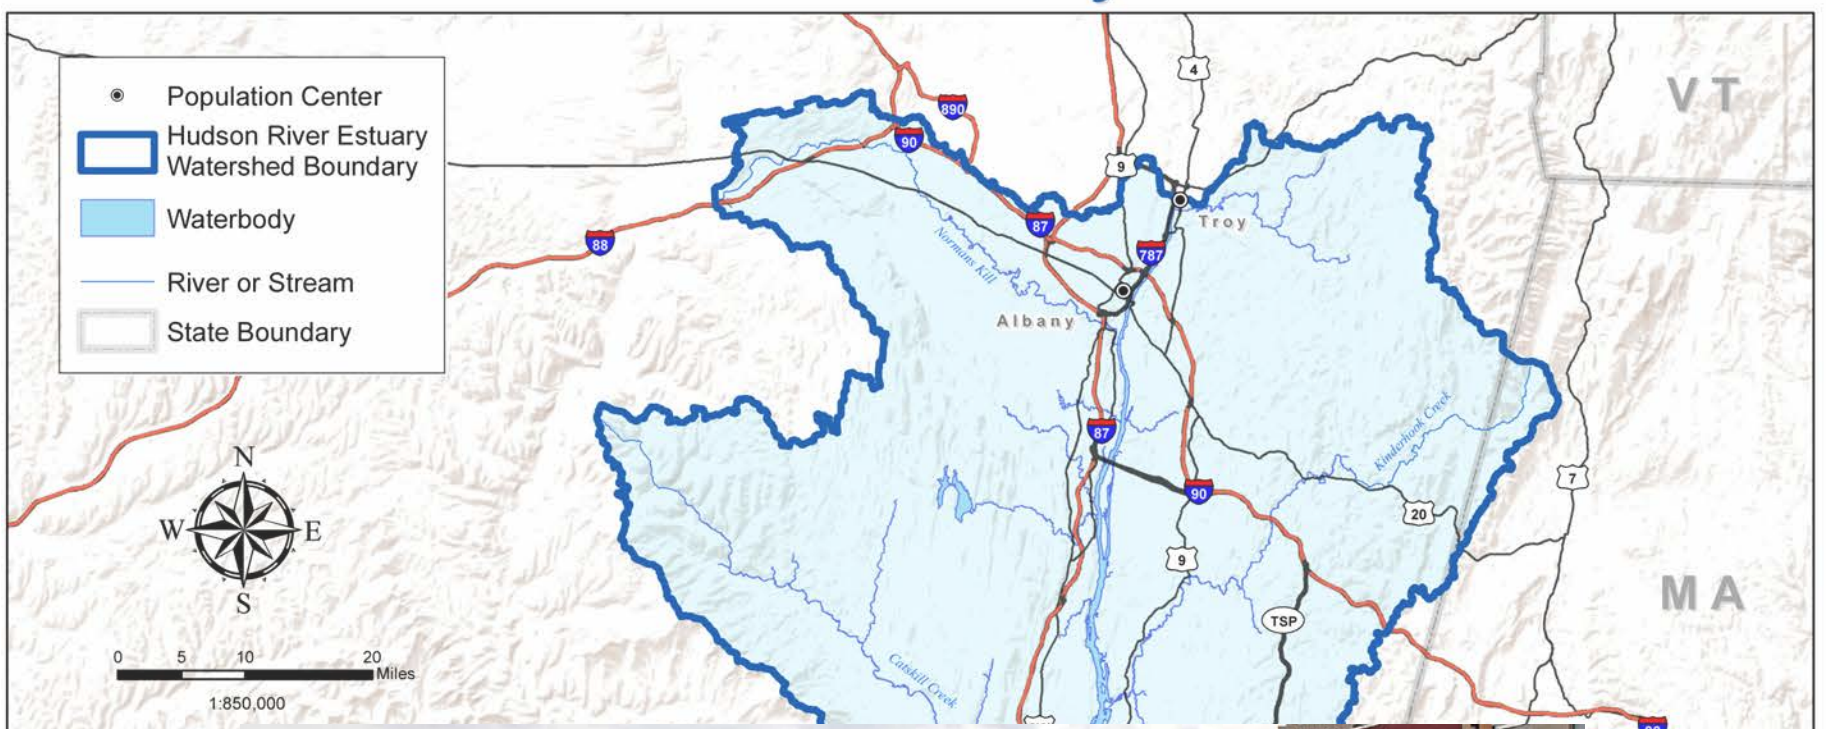 Population Center
Hudson River Estuary
Watershed Boundary
Waterbody
River or Stream
State Boundary
4
VT
890
90
9
Troy
87
787
88
Normans Kill
Albany
Kinderhook Creek
87
90
7
20
N
W
E
S
9
MA
TSP
0 5 10 20
Miles
1:850,000
Catskill Creek